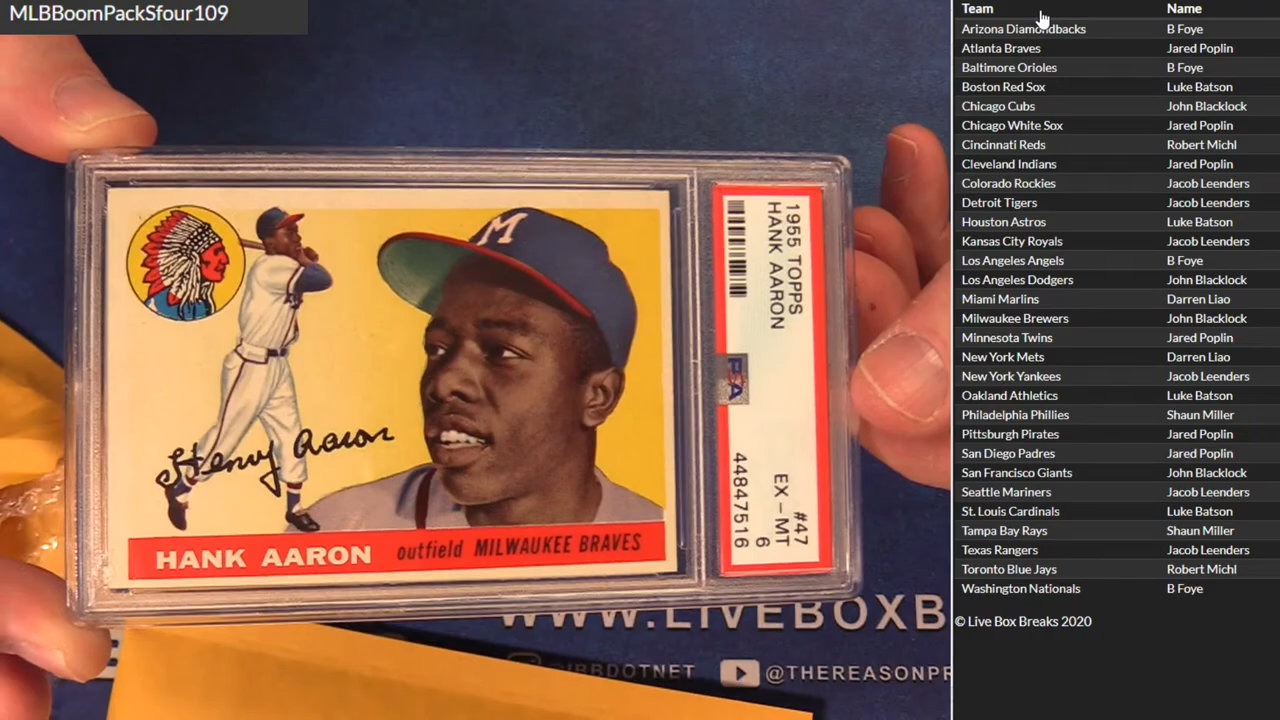 MLBBoomPackSfour109
1955 TOPPS
HANK AARON
#47
EX - MT
6
44847516
M
Henry Aaron
HANK AARON outfield MILWAUKEE BRAVES
PSA
WWW.LIVEBOXB
@THEREASONPR
Team Name
Arizona Diamondbacks B Foye
Atlanta Braves Jared Poplin
Baltimore Orioles B Foye
Boston Red Sox Luke Batson
Chicago Cubs John Blacklock
Chicago White Sox Jared Poplin
Cincinnati Reds Robert Michl
Cleveland Indians Jared Poplin
Colorado Rockies Jacob Leenders
Detroit Tigers Jacob Leenders
Houston Astros Luke Batson
Kansas City Royals Jacob Leenders
Los Angeles Angels B Foye
Los Angeles Dodgers John Blacklock
Miami Marlins Darren Liao
Milwaukee Brewers John Blacklock
Minnesota Twins Jared Poplin
New York Mets Darren Liao
New York Yankees Jacob Leenders
Oakland Athletics Luke Batson
Philadelphia Phillies Shaun Miller
Pittsburgh Pirates Jared Poplin
San Diego Padres Jared Poplin
San Francisco Giants John Blacklock
Seattle Mariners Jacob Leenders
St. Louis Cardinals Luke Batson
Tampa Bay Rays Shaun Miller
Texas Rangers Jacob Leenders
Toronto Blue Jays Robert Michl
Washington Nationals B Foye
© Live Box Breaks 2020